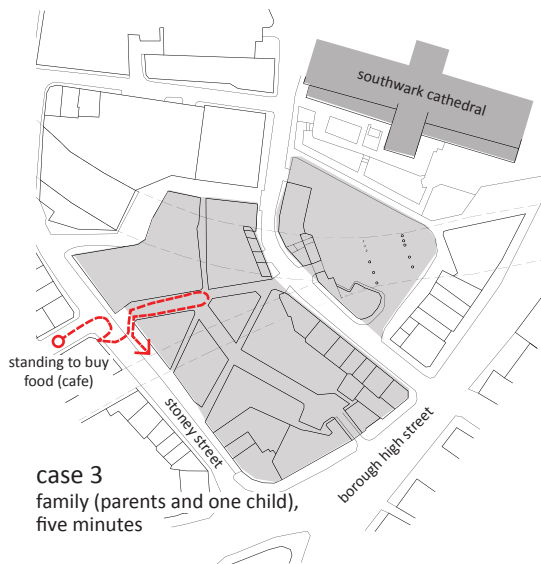 southwark cathedral
standing to buy
food (cafe)
stoney street
borough high street
case 3
family (parents and one child),
five minutes